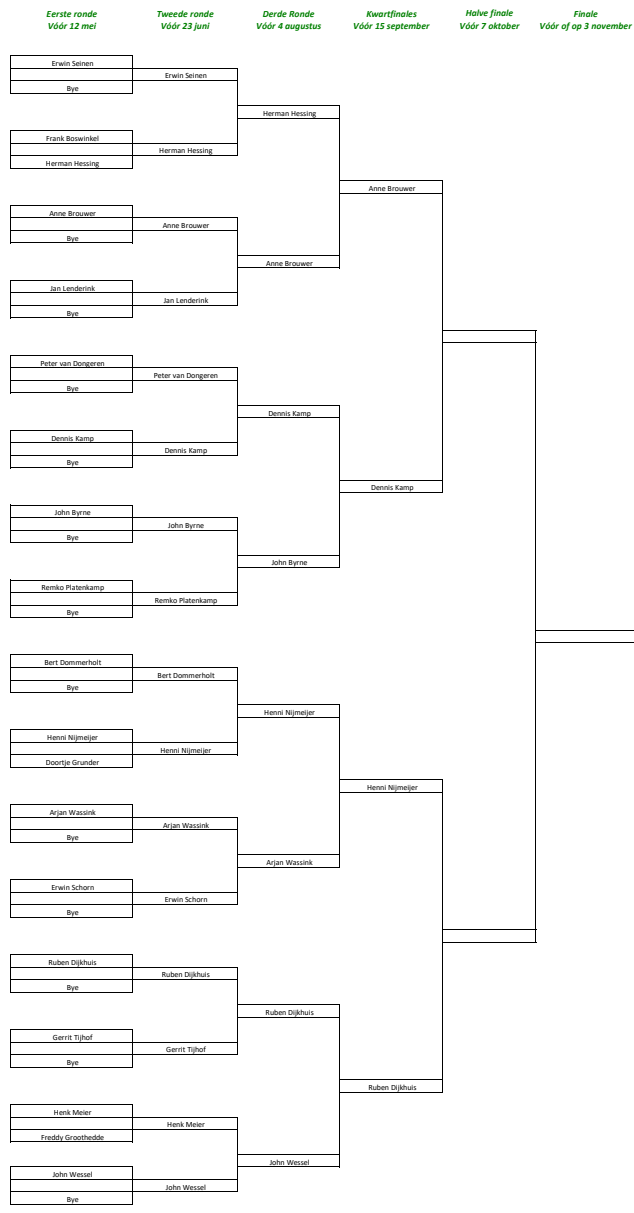 Eerste ronde
Vóór 12 mei
Tweede ronde
Vóór 23 juni
Derde Ronde
Vóór 4 augustus
Kwartfinales
Vóór 15 september
Halve finale
Vóór 7 oktober
Finale
Vóór of op 3 november
Erwin Seinen
Erwin Seinen
Bye
Herman Hessing
Frank Boswinkel
Herman Hessing
Herman Hessing
Anne Brouwer
Anne Brouwer
Anne Brouwer
Bye
Anne Brouwer
Jan Lenderink
Jan Lenderink
Bye
Peter van Dongeren
Peter van Dongeren
Bye
Dennis Kamp
Dennis Kamp
Dennis Kamp
Bye
Dennis Kamp
John Byrne
John Byrne
Bye
John Byrne
Remko Platenkamp
Remko Platenkamp
Bye
Bert Dommerholt
Bert Dommerholt
Bye
Henni Nijmeijer
Henni Nijmeijer
Henni Nijmeijer
Doortje Grunder
Henni Nijmeijer
Arjan Wassink
Arjan Wassink
Bye
Arjan Wassink
Erwin Schorn
Erwin Schorn
Bye
Ruben Dijkhuis
Ruben Dijkhuis
Bye
Ruben Dijkhuis
Gerrit Tijhof
Gerrit Tijhof
Bye
Ruben Dijkhuis
Henk Meier
Henk Meier
Freddy Groothedde
John Wessel
John Wessel
John Wessel
Bye